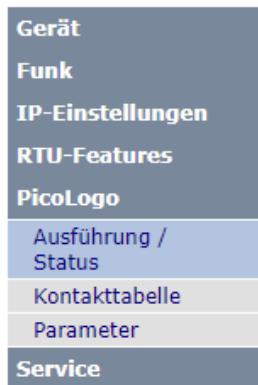 Gerät
Funk
IP-Einstellungen
RTU-Features
PicoLogo
Ausführung /
Status
Kontakttabelle
Parameter
Service